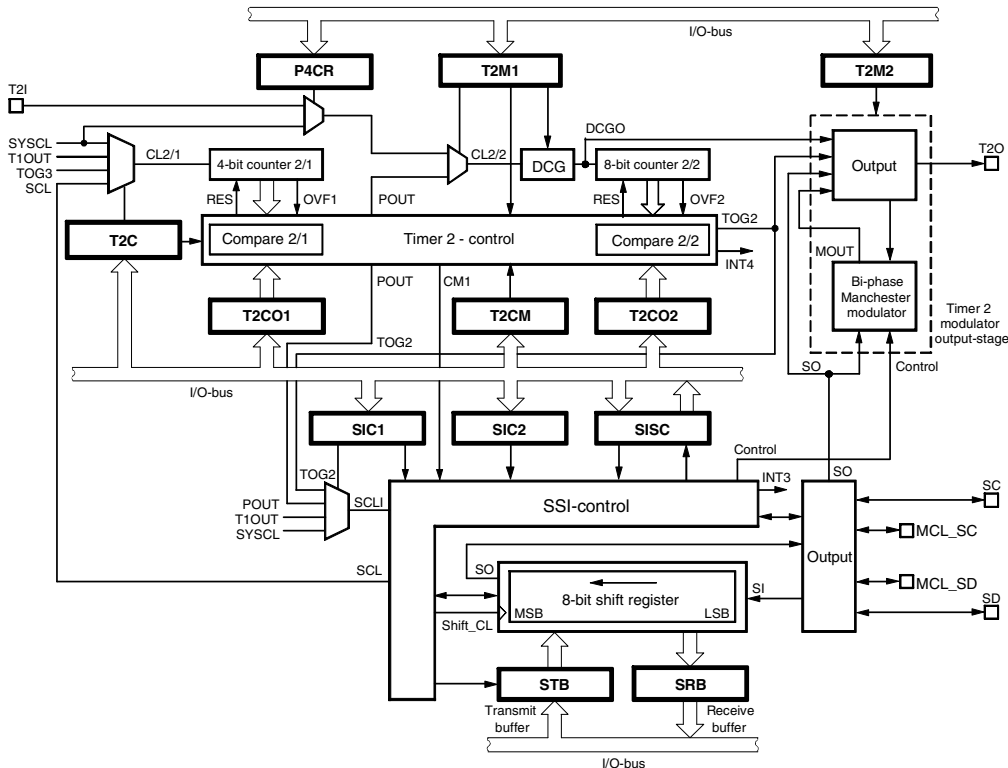 I/O-bus
P4CR
T2M1
T2M2
T2I
DCGO
SYSCL
T1OUT
TOG3
SCL
CL2/1
4-bit counter 2/1
CL2/2
DCG
8-bit counter 2/2
Output
T2O
RES
OVF1
POUT
RES
OVF2
TOG2
T2C
Compare 2/1
Timer 2 - control
Compare 2/2
INT4
MOUT
Bi-phase
Manchester
modulator
POUT
CM1
T2CO1
T2CM
T2CO2
Timer 2
modulator
output-stage
TOG2
SO
Control
I/O-bus
SIC1
SIC2
SISC
Control
TOG2
INT3
SO
POUT
T1OUT
SYSCL
SCLI
SSI-control
SC
MCL_SC
Output
SCL
SO
SI
MCL_SD
SD
8-bit shift register
MSB
LSB
Shift_CL
STB
SRB
Transmit
buffer
Receive
buffer
I/O-bus